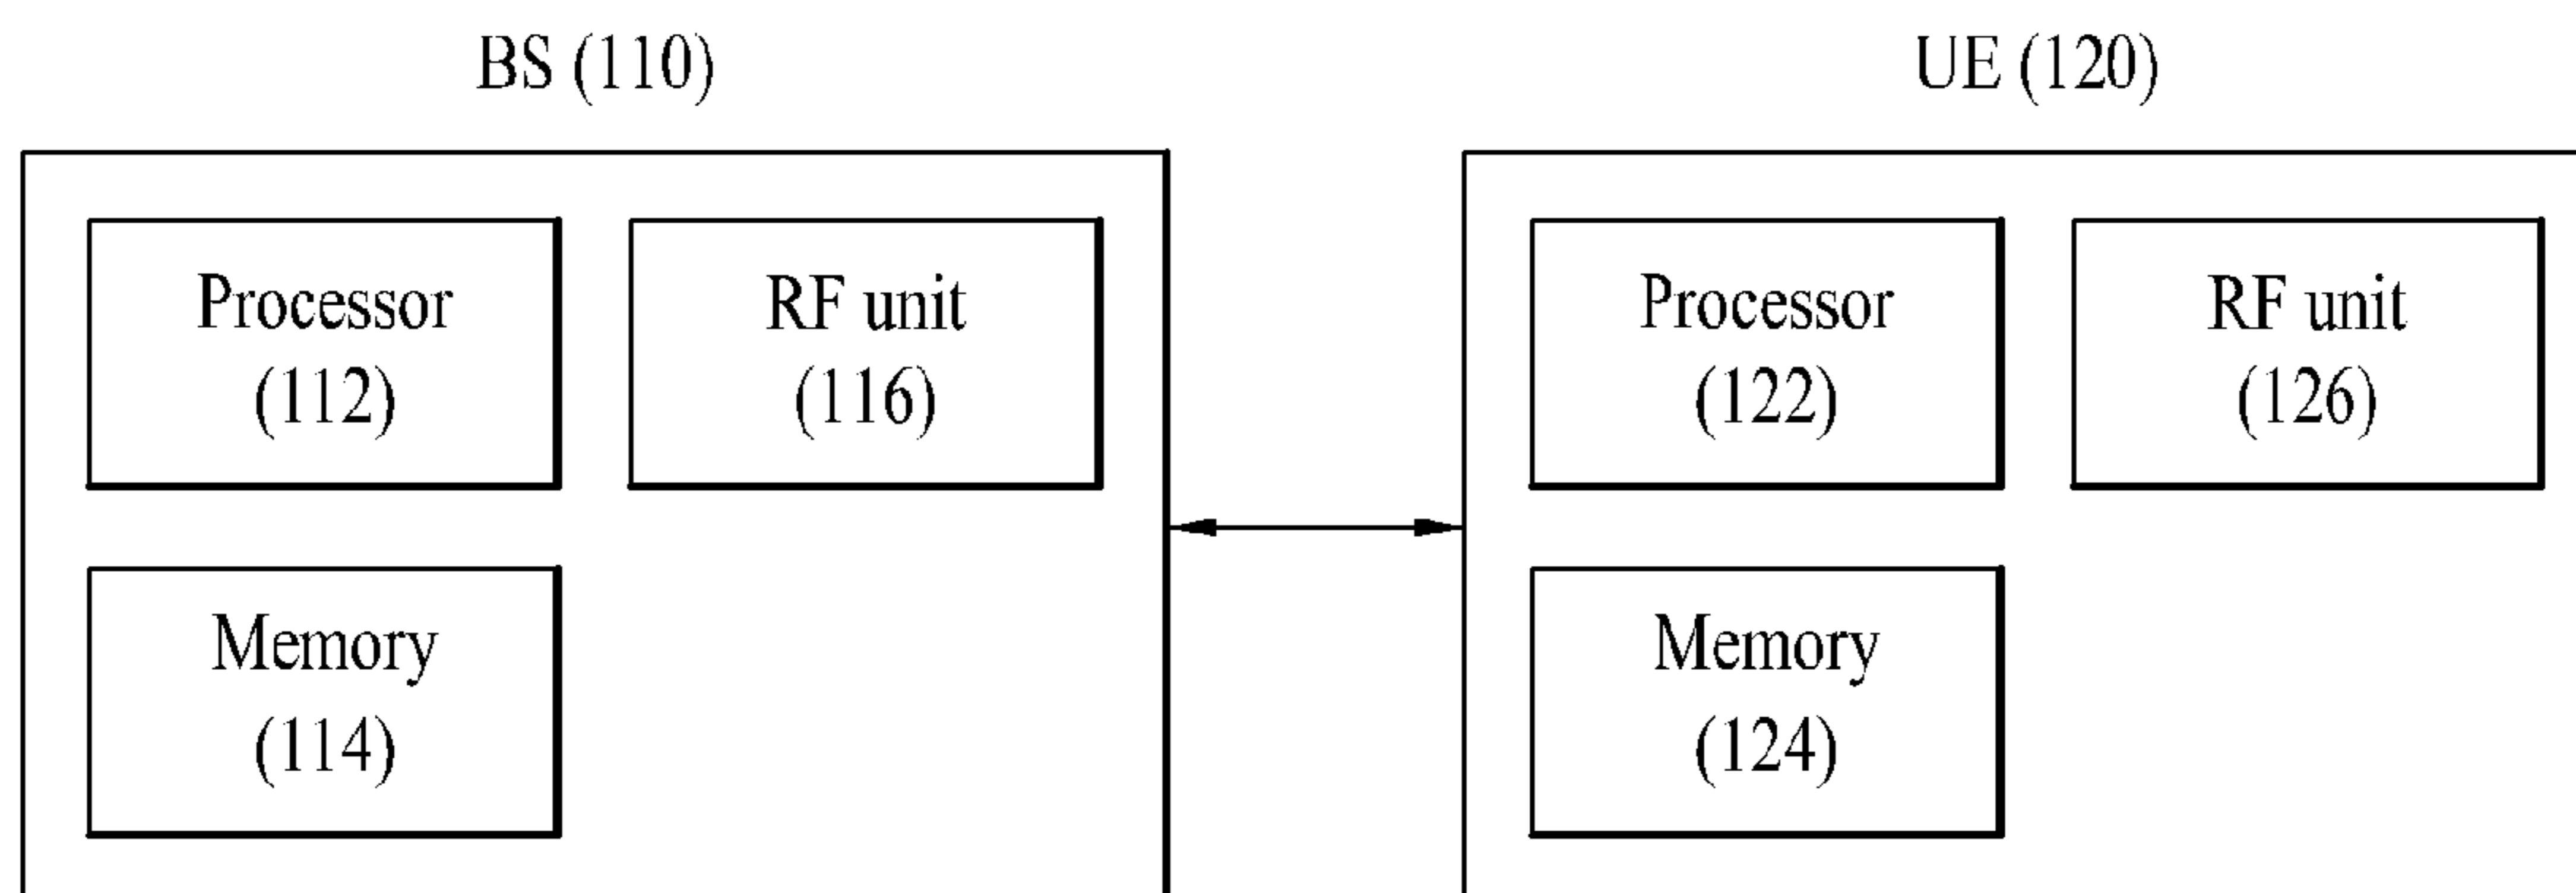 BS (110)
Processor
(112)
RF unit
(116)
Memory
(114)
UE (120)
Processor
(122)
RF unit
(126)
Memory
(124)